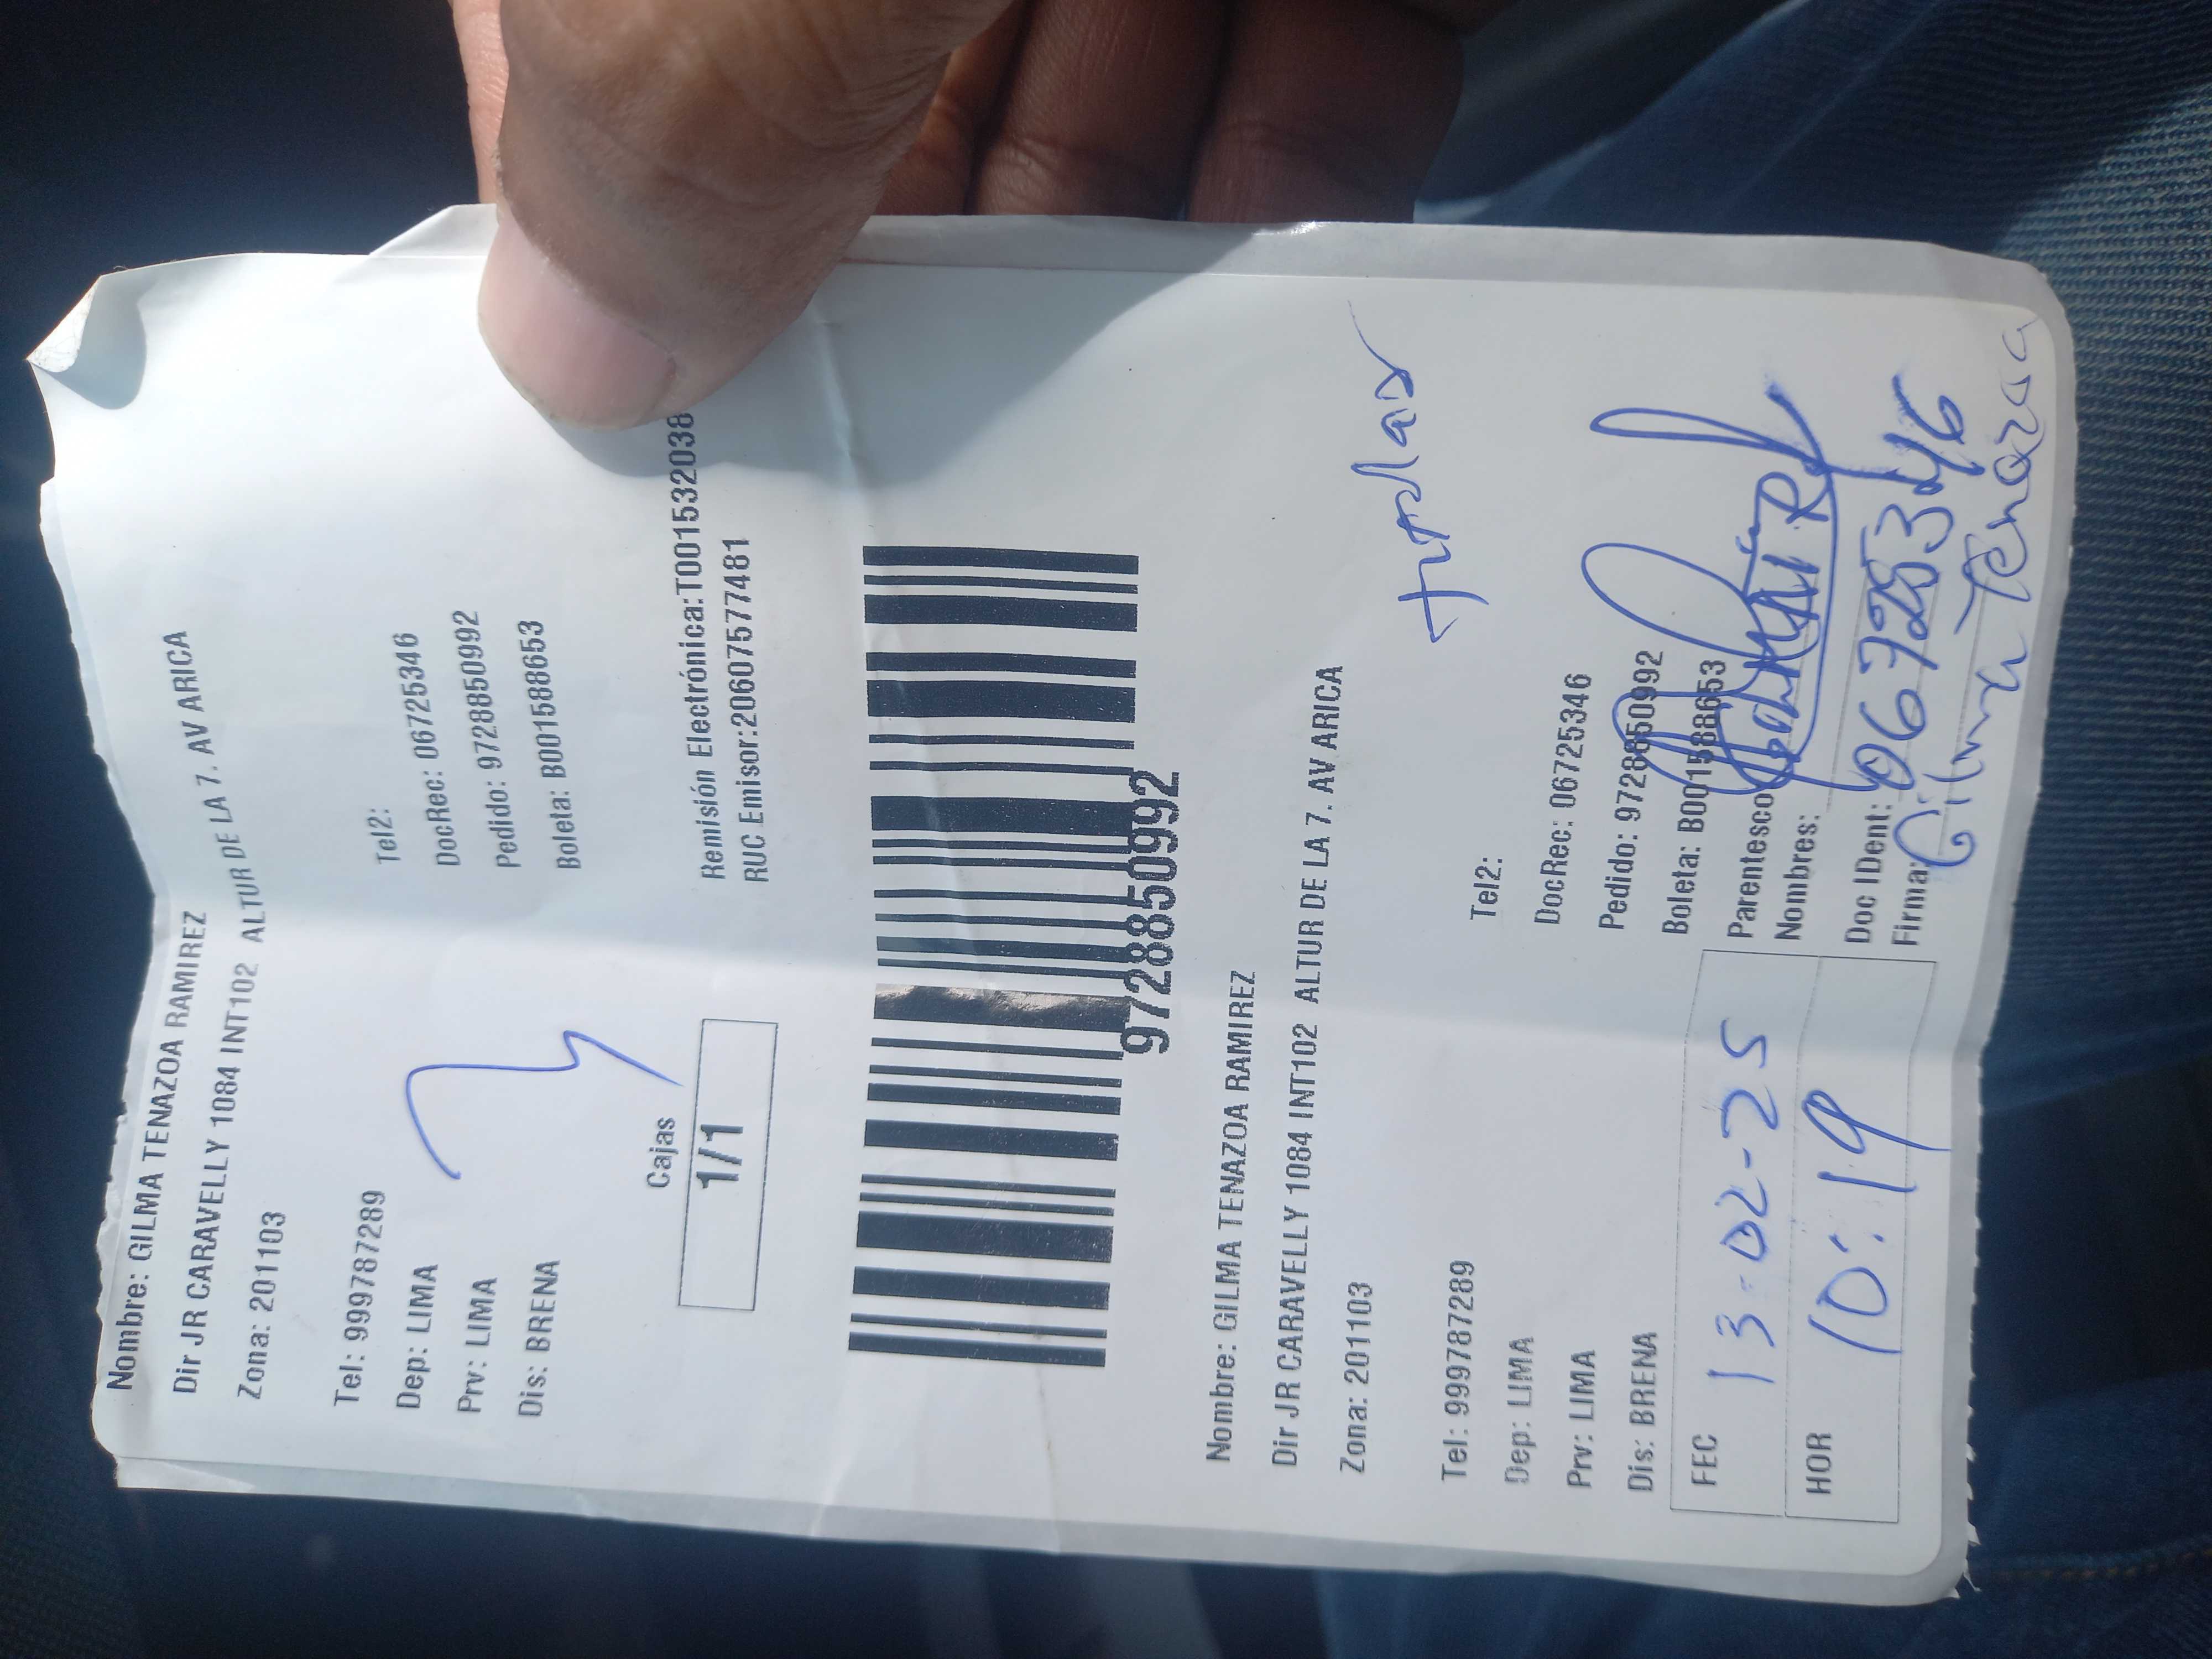 Nombre: GILMA TENAZOA RAMIREZ
Dir JR CARAVELLY 1084 INT102 ALTUR DE LA 7. AV ARICA
Zona: 201103
Tel: 999787289 Tel2:
Dep: LIMA DocRec: 06725346
Prv: LIMA Pedido: 9728850992
Dis: BRENA Boleta: B001588653
Cajas
1/1
Remisión Electrónica:T001532038
RUC Emisor:20607577481
9728850992
Nombre: GILMA TENAZOA RAMIREZ
Dir JR CARAVELLY 1084 INT102 ALTUR DE LA 7. AV ARICA
Zona: 201103
Tel: 999787289 Tel2:
Dep: LIMA DocRec: 06725346
Prv: LIMA Pedido: 9728850992
Dis: BRENA Boleta: B001588653
FEC 13-02-25 Parentesco
Nombres:
HOR 10:19 Doc IDent:
Firma: Gilma Tenazoa